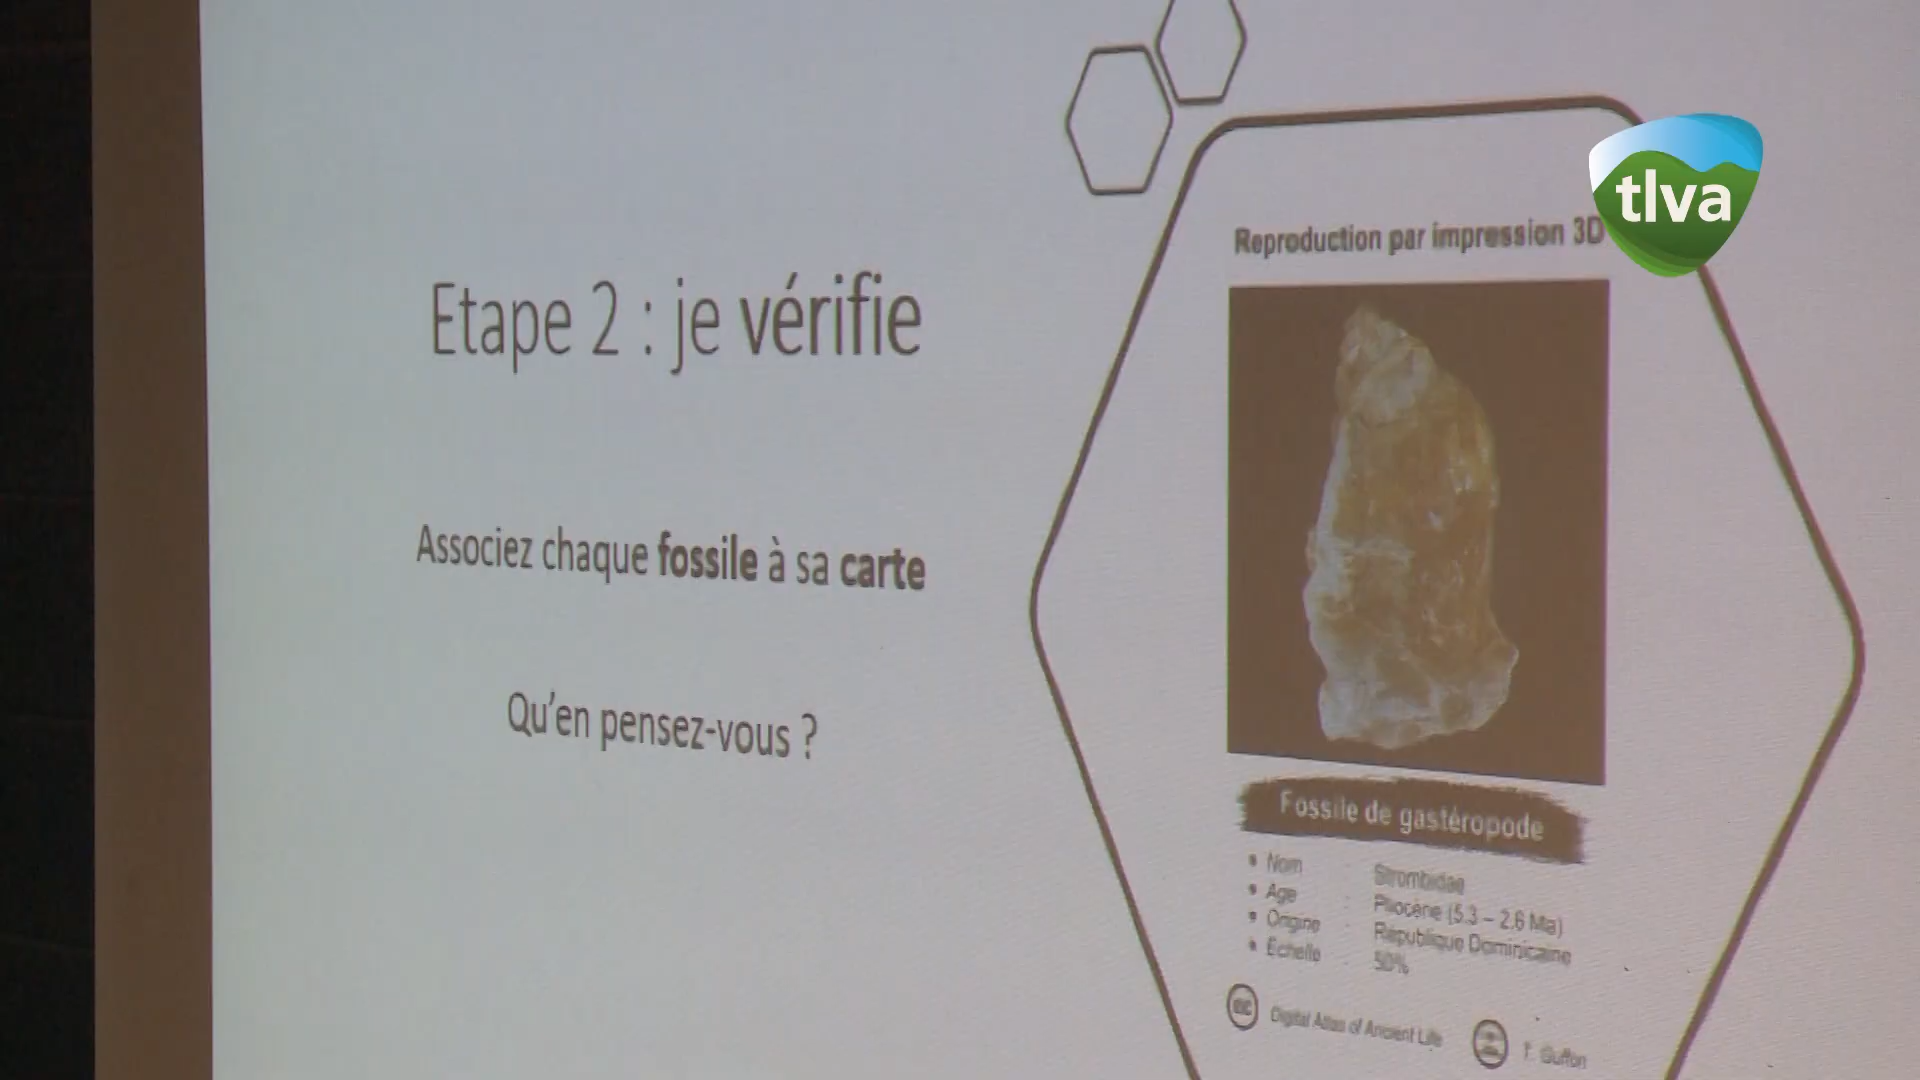 tlva
Etape 2 : je vérifie
Associez chaque fossile à sa carte
Qu'en pensez-vous ?
Reproduction par impression 3D
Fossile de gastéropode
• Nom : Strombidae
• Age : Pliocène (5.3 – 2.6 Ma)
• Origine : République Dominicaine
• Echelle : 50%
Digital Atlas of Ancient Life